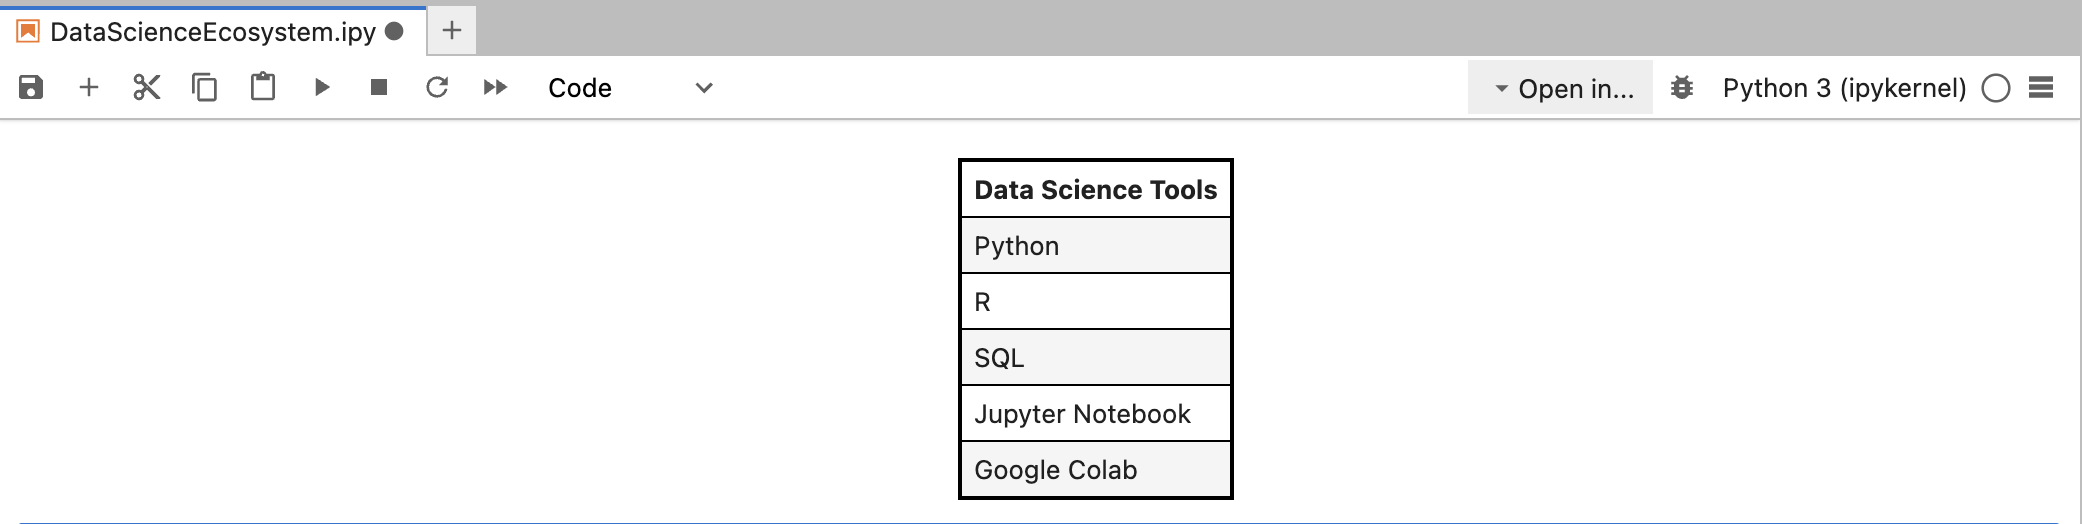 DataScienceEcosystem.ipy
Code
Open in...
Python 3 (ipykernel)
Data Science Tools
Python
R
SQL
Jupyter Notebook
Google Colab